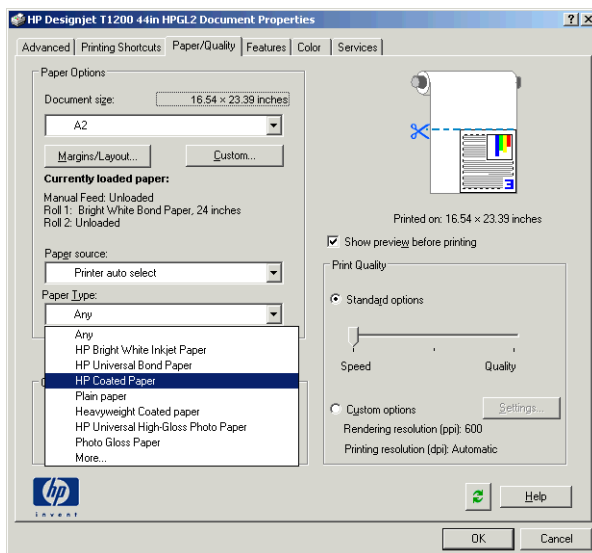 HP Designjet T1200 44in HPGL2 Document Properties
Advanced
Printing Shortcuts
Paper/Quality
Features
Color
Services
Paper Options
Document size:
16.54 × 23.39 inches
A2
Margins/Layout...
Custom...
Currently loaded paper:
Manual Feed: Unloaded
Roll 1: Bright White Bond Paper, 24 inches
Roll 2: Unloaded
Paper source:
Printer auto select
Paper Type:
Any
Any
HP Bright White Inkjet Paper
HP Universal Bond Paper
HP Coated Paper
Plain paper
Heavyweight Coated paper
HP Universal High-Gloss Photo Paper
Photo Gloss Paper
More...
3
Printed on: 16.54 × 23.39 inches
Show preview before printing
Print Quality
Standard options
Speed
Quality
Custom options
Settings...
Rendering resolution (ppi): 600
Printing resolution (dpi): Automatic
hp
invent
Help
OK
Cancel